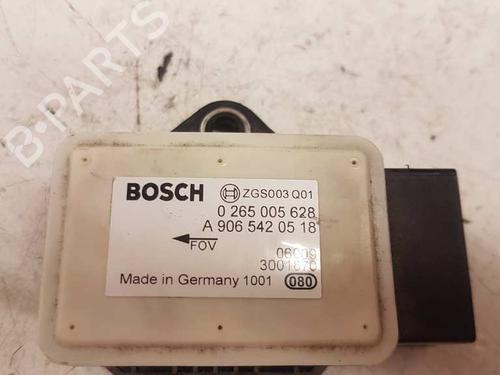 B-PARTS
BOSCH ZGS003 Q01
0 265 005 628
A 906 542 05 18
FOV
06009
3001870
Made in Germany 1001 080